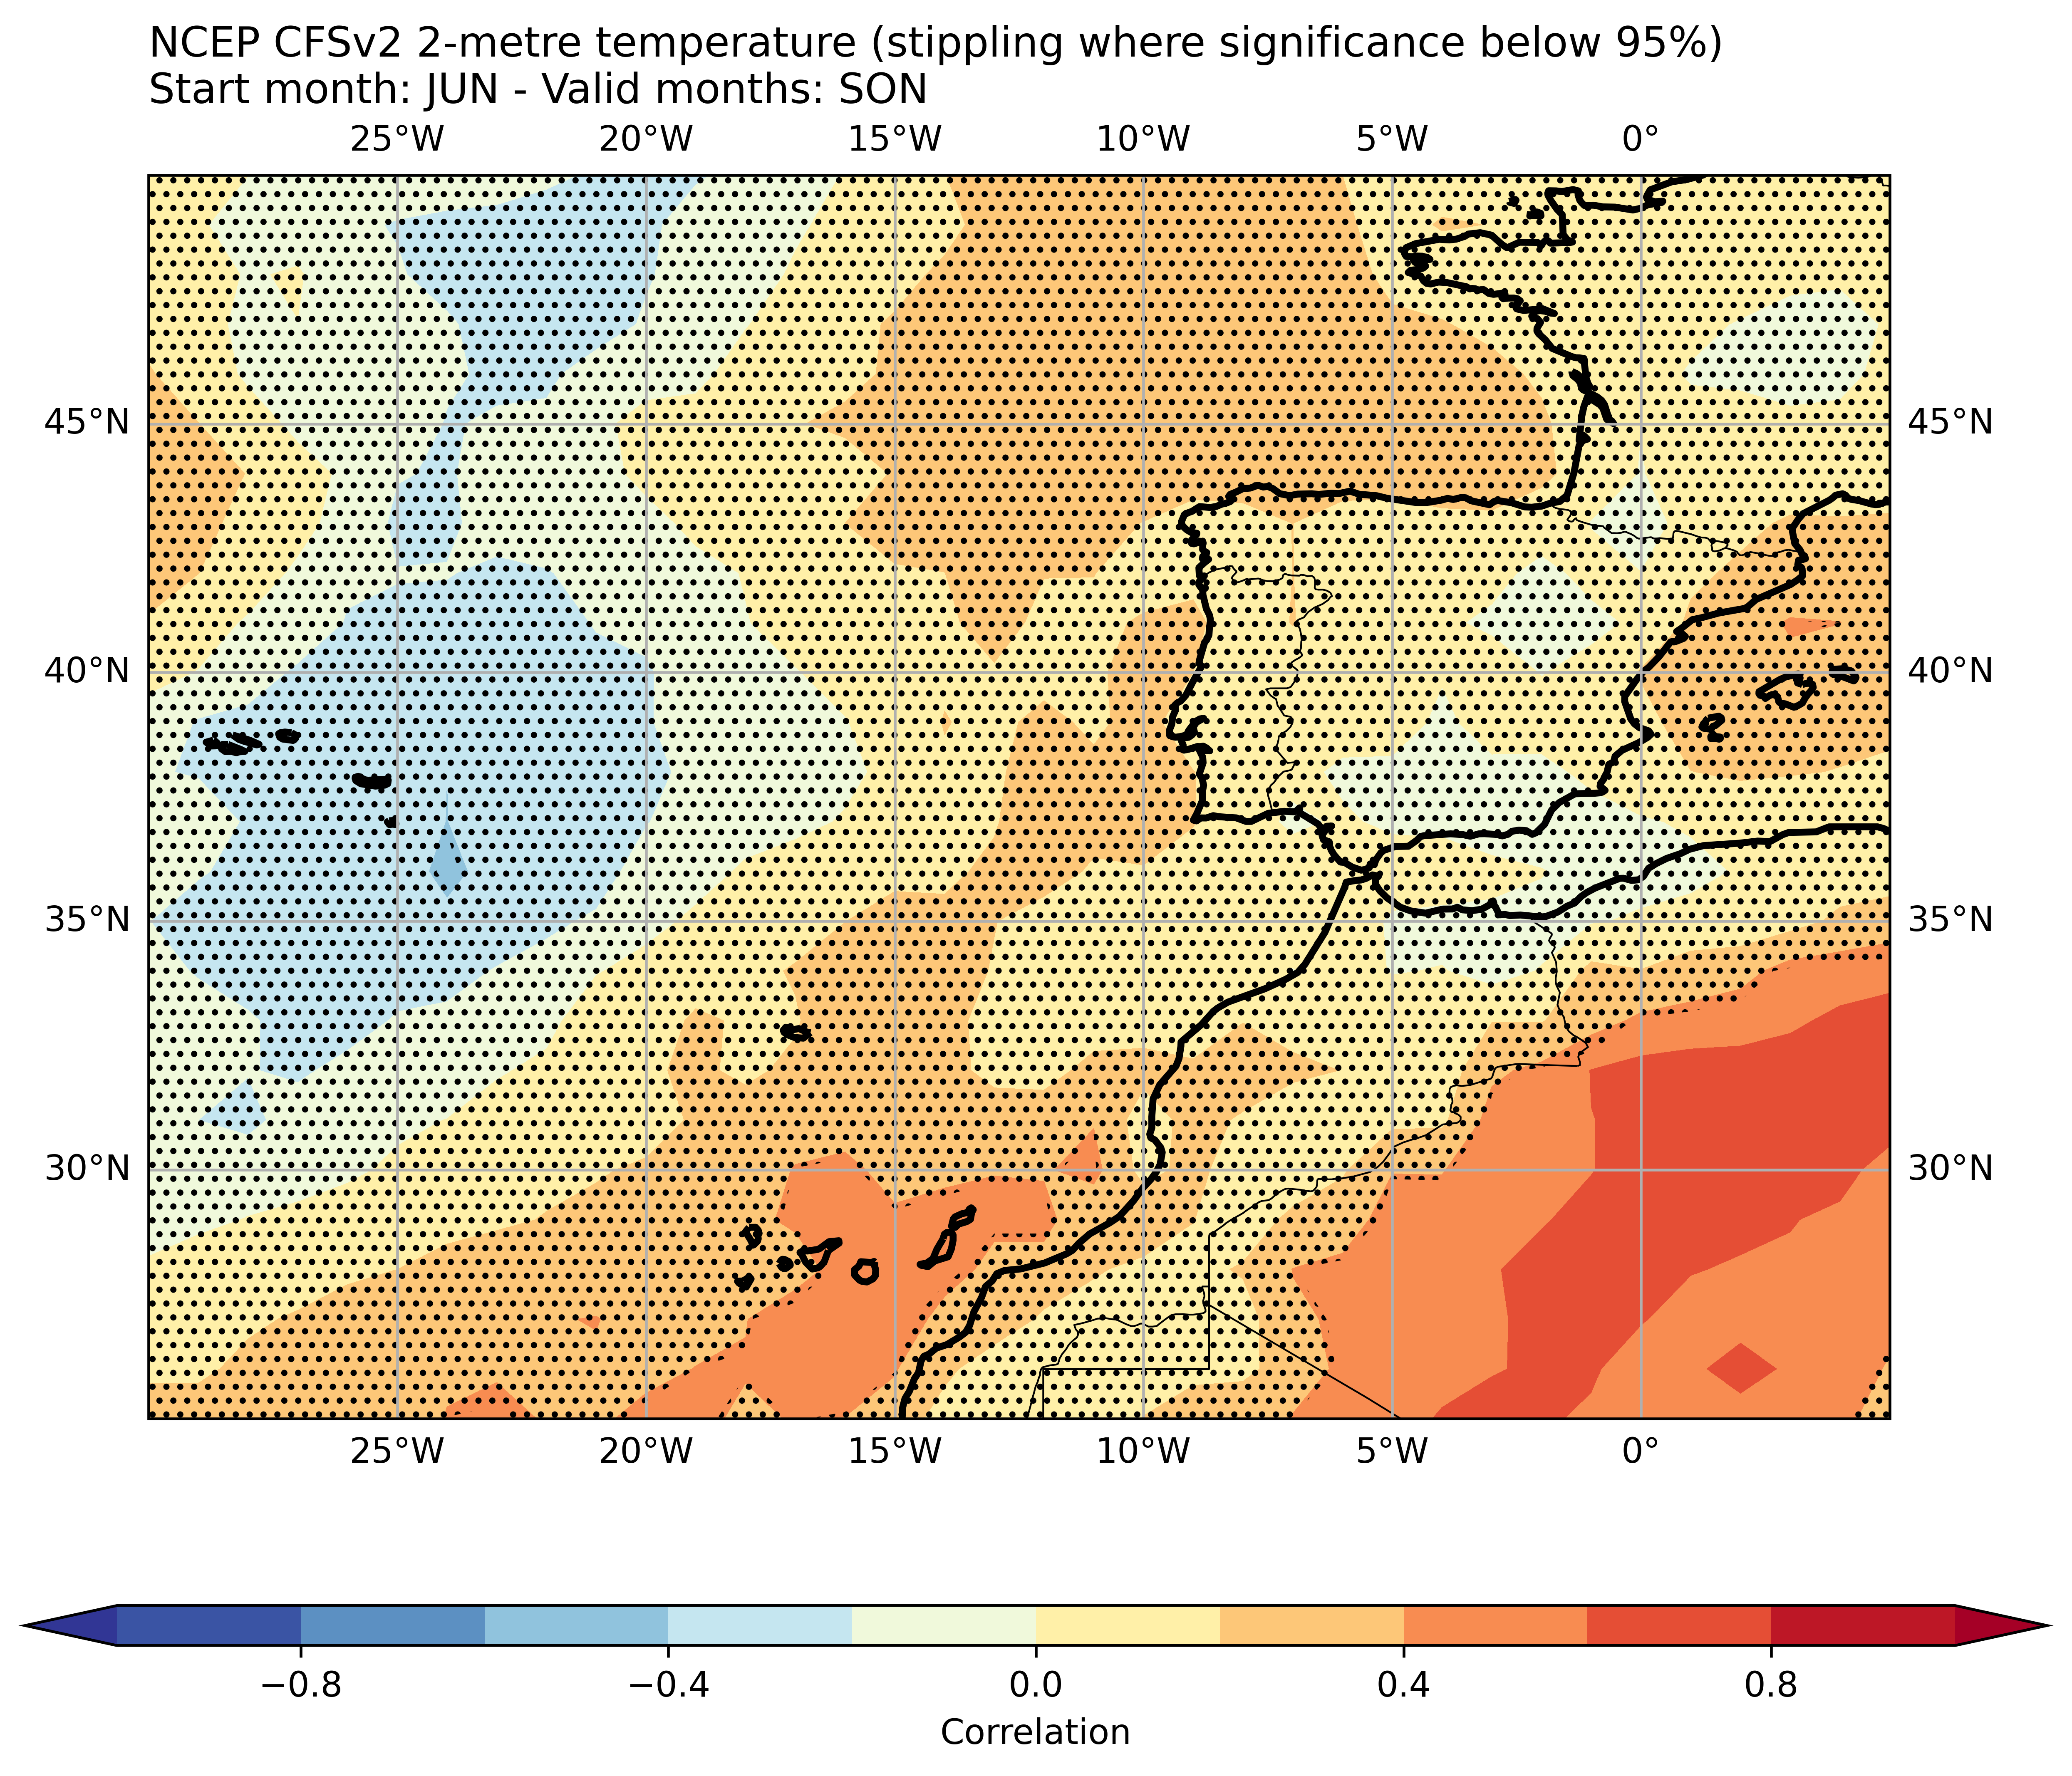 NCEP CFSv2 2-metre temperature (stippling where significance below 95%)
Start month: JUN - Valid months: SON
25°W 20°W 15°W 10°W 5°W 0°
45°N 45°N
40°N 40°N
35°N 35°N
30°N 30°N
25°W 20°W 15°W 10°W 5°W 0°
−0.8 −0.4 0.0 0.4 0.8
Correlation